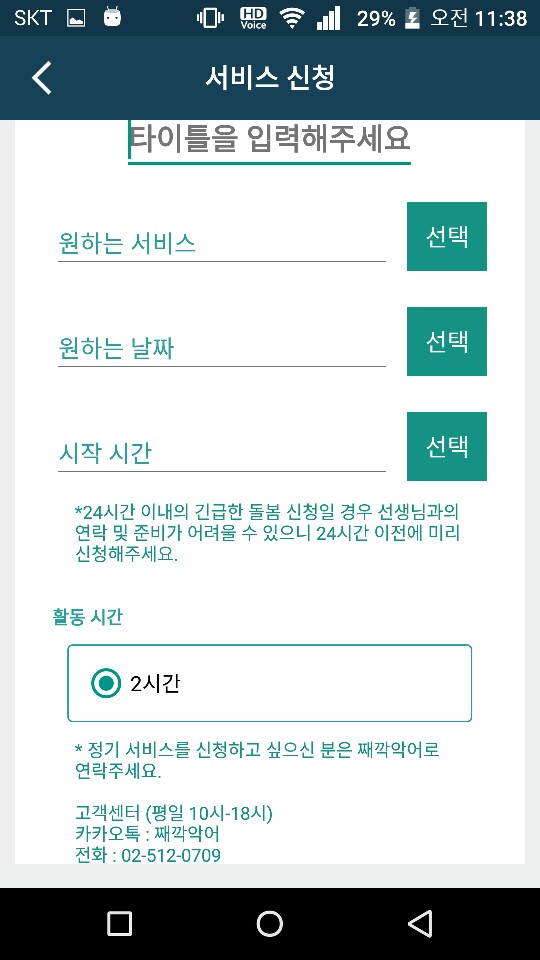 SKT HD Voice 29% 오전 11:38
서비스 신청
타이틀을 입력해주세요
원하는 서비스 선택
원하는 날짜 선택
시작 시간 선택
*24시간 이내의 긴급한 돌봄 신청일 경우 선생님과의
연락 및 준비가 어려울 수 있으니 24시간 이전에 미리
신청해주세요.
활동 시간
2시간
* 정기 서비스를 신청하고 싶으신 분은 째깍악어로
연락주세요.
고객센터 (평일 10시-18시)
카카오톡 : 째깍악어
전화 : 02-512-0709